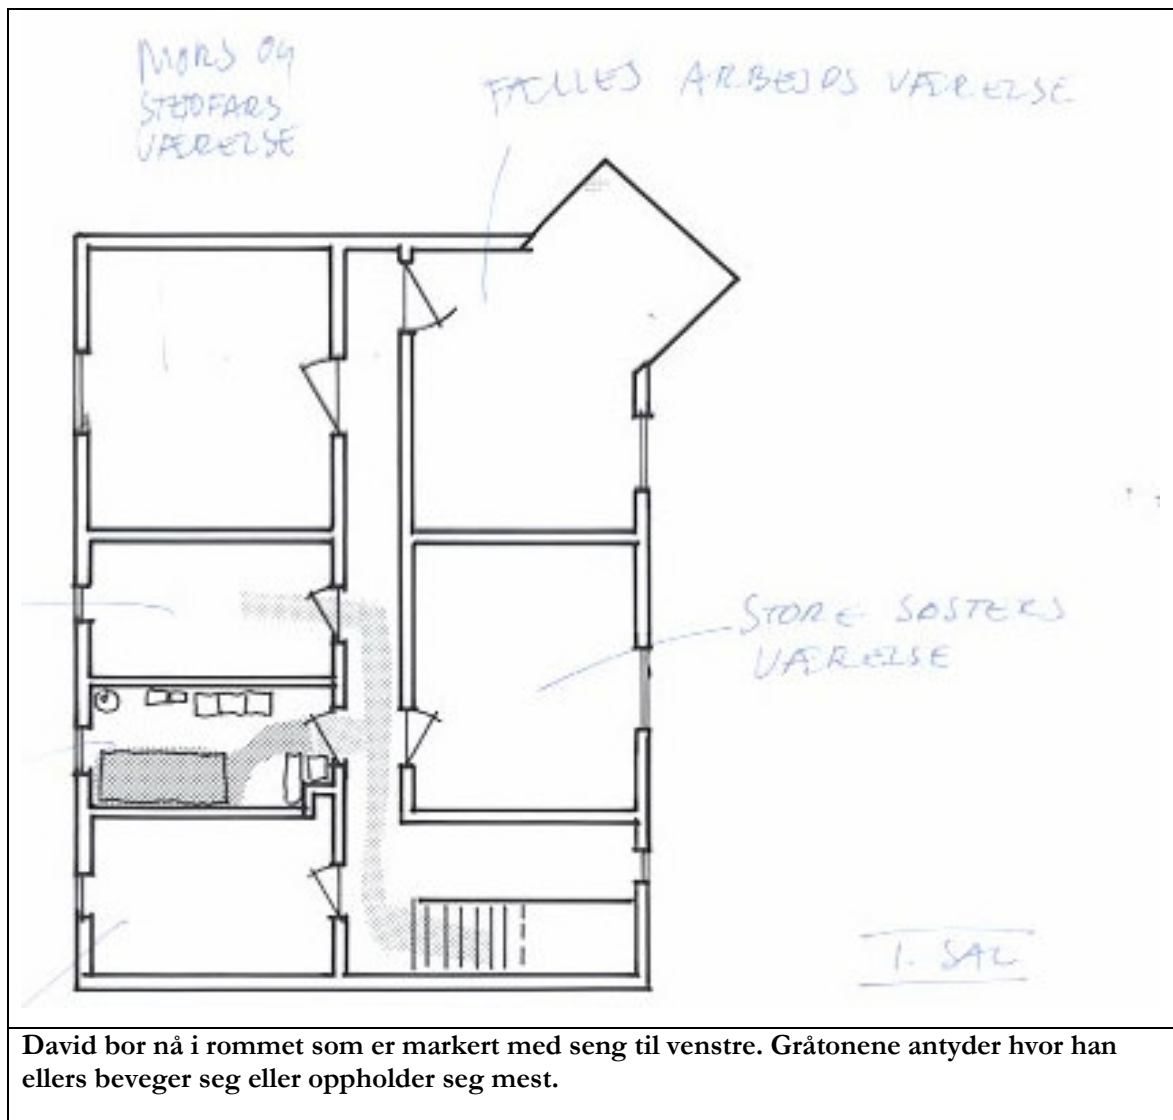 MORS OG
STEDFARS
VÆRELSE
FÆLLES ARBEJDS VÆRELSE
STORE SØSTERS
VÆRELSE
1. SAL
David bor nå i rommet som er markert med seng til venstre. Gråtonene antyder hvor han
ellers beveger seg eller oppholder seg mest.